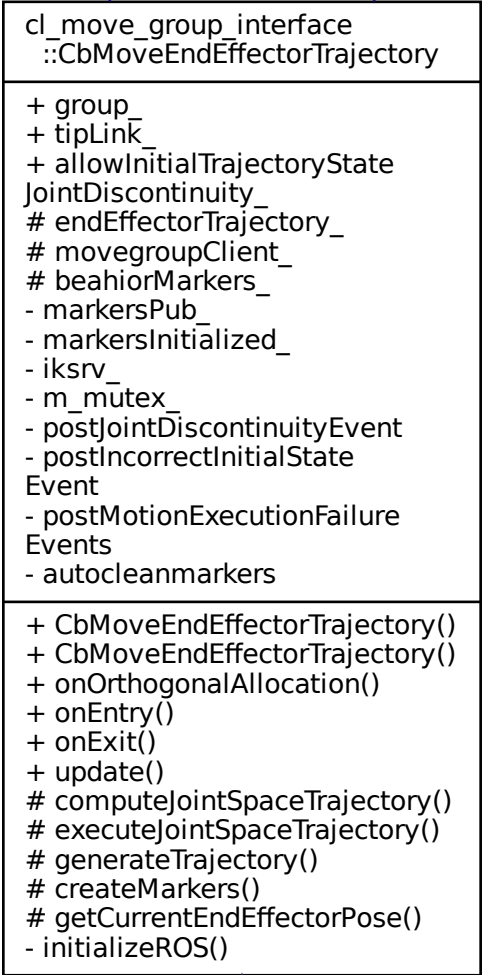 cl_move_group_interface
::CbMoveEndEffectorTrajectory
+ group_
+ tipLink_
+ allowInitialTrajectoryState
JointDiscontinuity_
# endEffectorTrajectory_
# movegroupClient_
# beahiorMarkers_
- markersPub_
- markersInitialized_
- iksrv_
- m_mutex_
- postJointDiscontinuityEvent
- postIncorrectInitialState
Event
- postMotionExecutionFailure
Events
- autocleanmarkers
+ CbMoveEndEffectorTrajectory()
+ CbMoveEndEffectorTrajectory()
+ onOrthogonalAllocation()
+ onEntry()
+ onExit()
+ update()
# computeJointSpaceTrajectory()
# executeJointSpaceTrajectory()
# generateTrajectory()
# createMarkers()
# getCurrentEndEffectorPose()
- initializeROS()